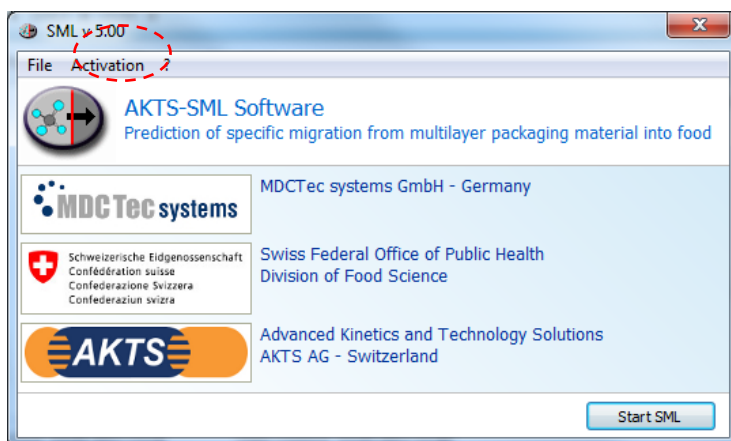 SML v 5.00
X
File Activation ?
AKTS-SML Software
Prediction of specific migration from multilayer packaging material into food
MDCTec systems
MDCTec systems GmbH - Germany
Schweizerische Eidgenossenschaft
Confédération suisse
Confederazione Svizzera
Confederaziun svizra
Swiss Federal Office of Public Health
Division of Food Science
AKTS
Advanced Kinetics and Technology Solutions
AKTS AG - Switzerland
Start SML